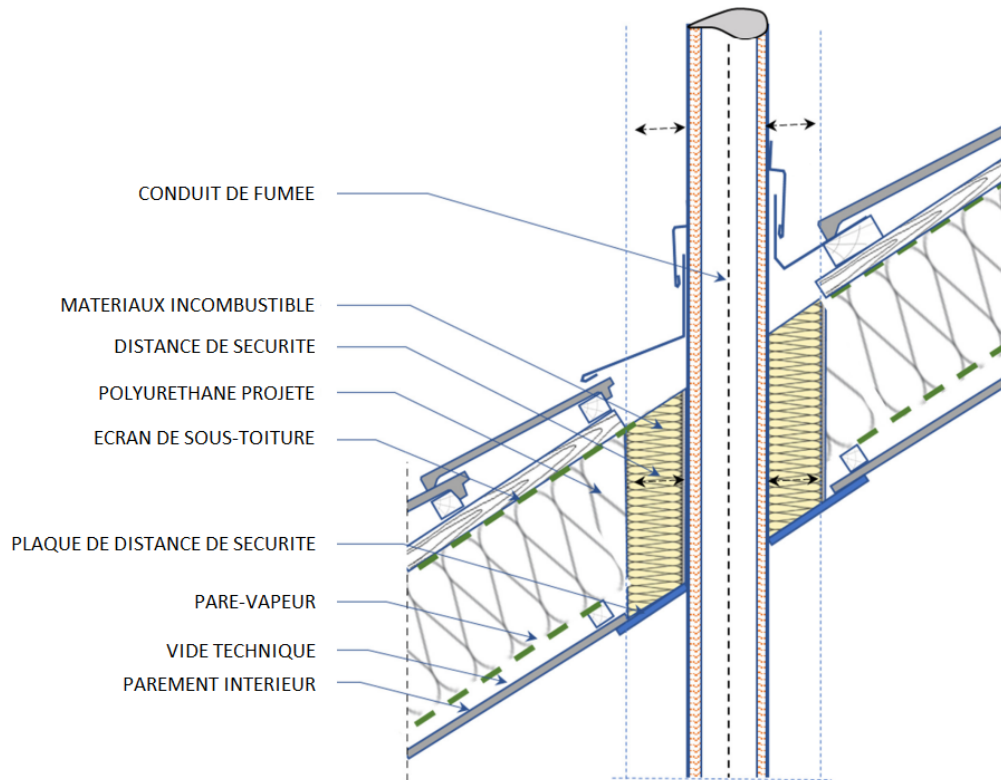 CONDUIT DE FUMEE
MATERIAUX INCOMBUSTIBLE
DISTANCE DE SECURITE
POLYURETHANE PROJETE
ECRAN DE SOUS-TOITURE
PLAQUE DE DISTANCE DE SECURITE
PARE-VAPEUR
VIDE TECHNIQUE
PAREMENT INTERIEUR